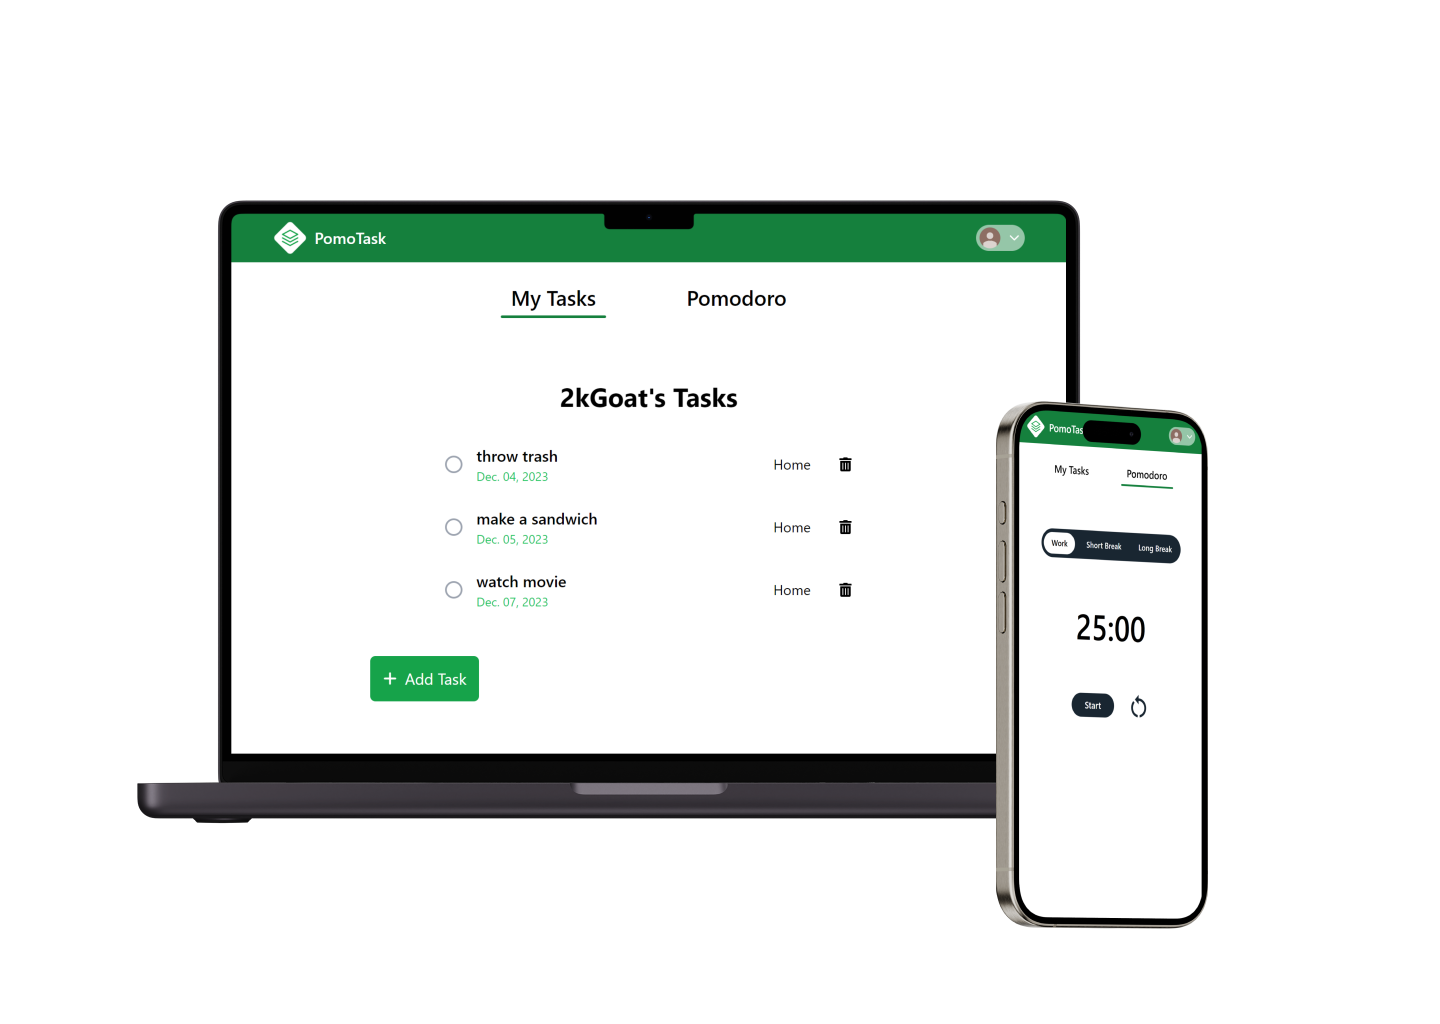 PomoTask
My Tasks
Pomodoro
2kGoat's Tasks
throw trash
Dec. 04, 2023
Home
make a sandwich
Dec. 05, 2023
Home
watch movie
Dec. 07, 2023
Home
+ Add Task
PomoTas
My Tasks
Pomodoro
Work
Short Break
Long Break
25:00
Start